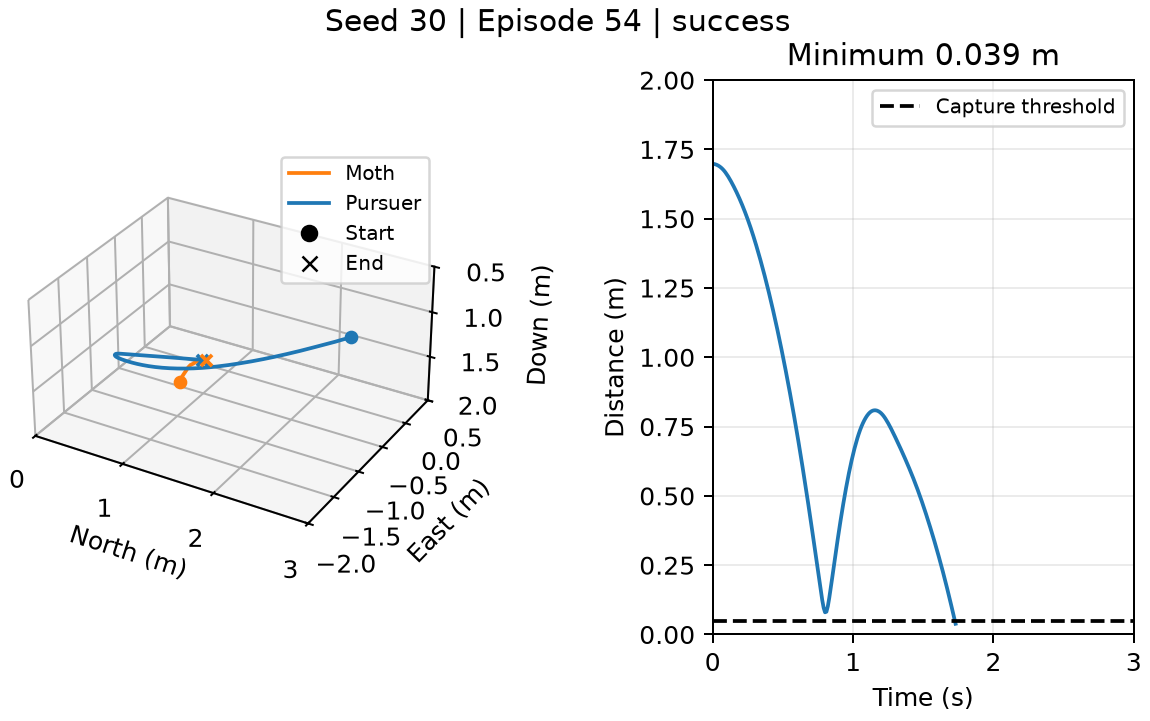 Seed 30 | Episode 54 | success
Moth
Pursuer
Start
End
0.5
1.0
1.5
2.0
Down (m)
0.5
0.0
−0.5
−1.0
−1.5
−2.0
East (m)
0
1
2
3
North (m)
Minimum 0.039 m
Capture threshold
2.00
1.75
1.50
1.25
1.00
0.75
0.50
0.25
0.00
Distance (m)
0
1
2
3
Time (s)